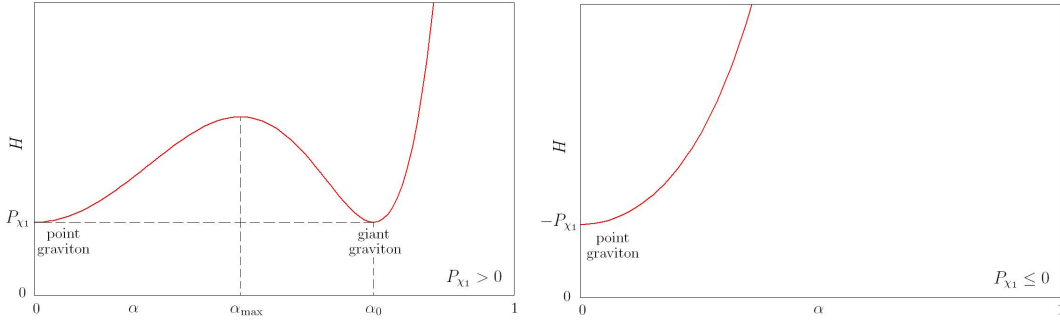 H
P_{χ1}
point
graviton
giant
graviton
P_{χ1} > 0
0
0
α
α_max
α_0
1
H
−P_{χ1}
point
graviton
P_{χ1} ≤ 0
0
0
α
1